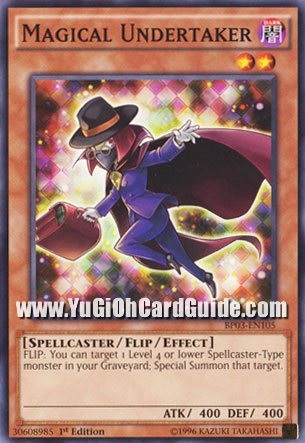 MAGICAL UNDERTAKER
DARK
闇
www.YuGiOhCardGuide.com
BP03-EN105
[SPELLCASTER/FLIP/EFFECT]
FLIP: You can target 1 Level 4 or lower Spellcaster-Type
monster in your Graveyard; Special Summon that target.
ATK/ 400 DEF/ 400
30608985 1st Edition ©1996 KAZUKI TAKAHASHI